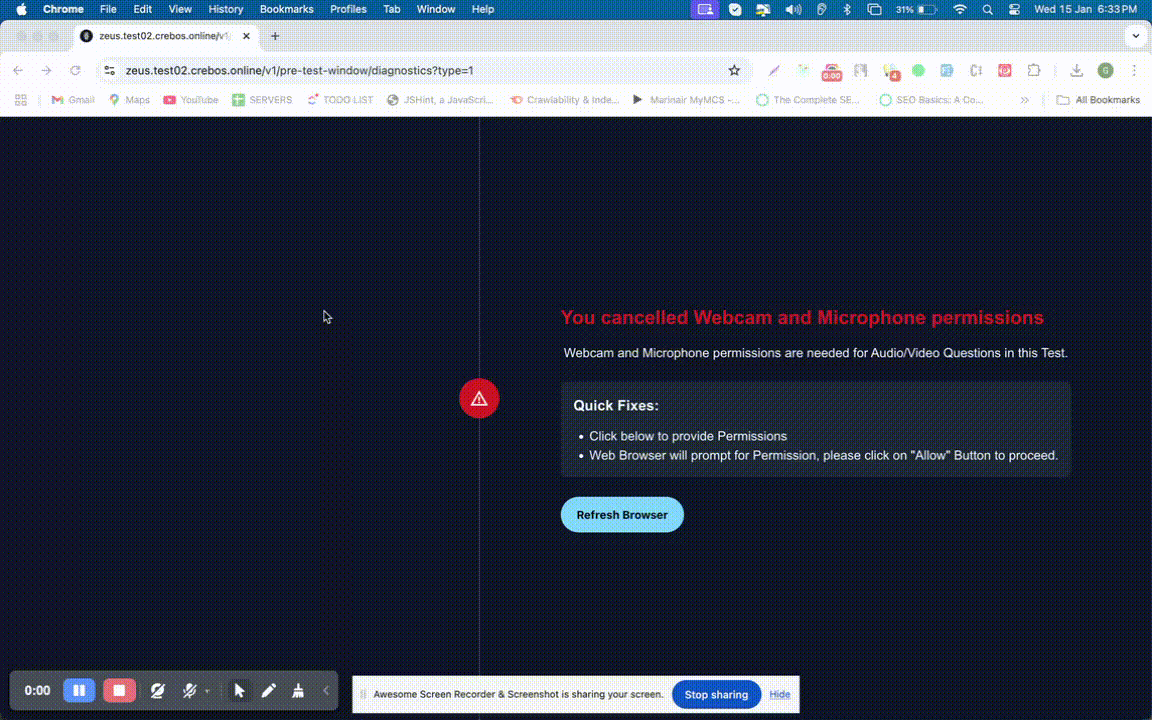 Chrome File Edit View History Bookmarks Profiles Tab Window Help 31% Wed 15 Jan 6:33 PM
zeus.test02.crebos.online/v1
zeus.test02.crebos.online/v1/pre-test-window/diagnostics?type=1 0:00 4 G
Gmail Maps YouTube SERVERS TODO LIST JSHint, a JavaScri... Crawlability & Inde... Marinair MyMCS -... The Complete SE... SEO Basics: A Co... All Bookmarks
You cancelled Webcam and Microphone permissions
Webcam and Microphone permissions are needed for Audio/Video Questions in this Test.
Quick Fixes:
• Click below to provide Permissions
• Web Browser will prompt for Permission, please click on "Allow" Button to proceed.
Refresh Browser
0:00 Awesome Screen Recorder & Screenshot is sharing your screen. Stop sharing Hide